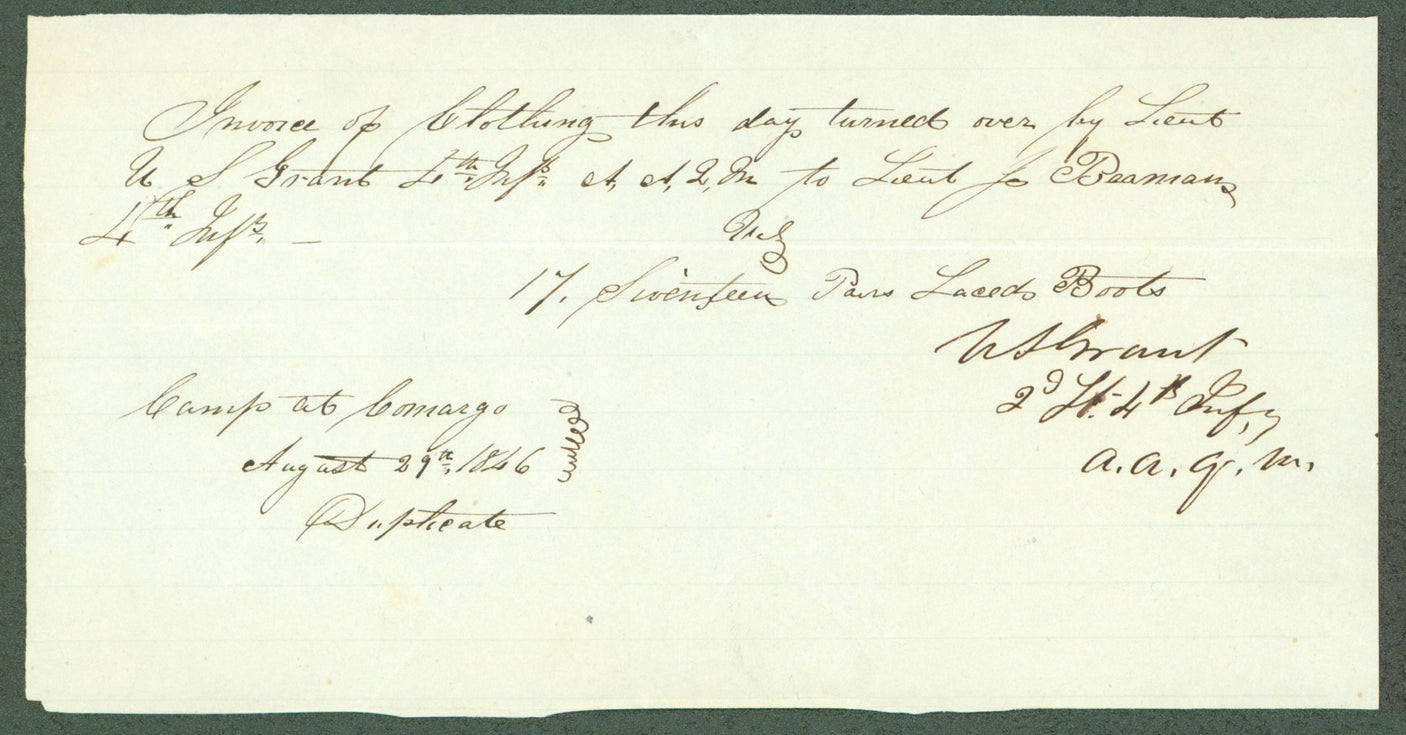 Invoice of Clothing this day turned over by Lieut
U S Grant 4th Infy. A, A, Q, M to Lieut J Beaman
4th Infy. —
Viz
17. Seventeen Pairs Laced Boots
U S Grant
2d Lt. 4th Infy
A. A. Q. M.
Camp at Comargo
August 29th. 1846
Duplicate